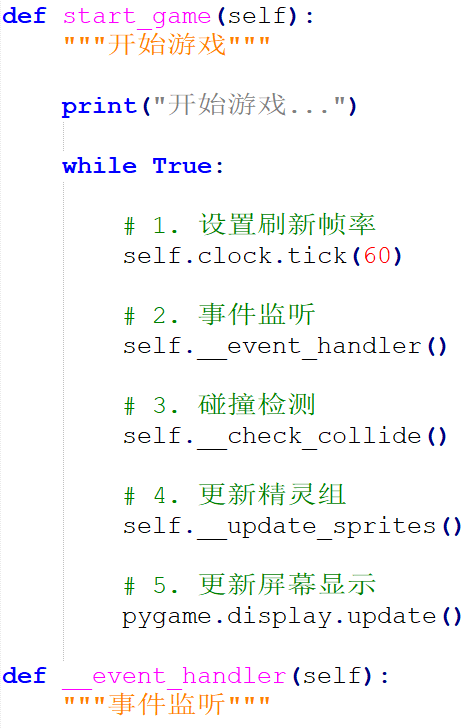 def start_game(self):
"""开始游戏"""
print("开始游戏...")
while True:
# 1. 设置刷新帧率
self.clock.tick(60)
# 2. 事件监听
self.__event_handler()
# 3. 碰撞检测
self.__check_collide()
# 4. 更新精灵组
self.__update_sprites()
# 5. 更新屏幕显示
pygame.display.update()
def __event_handler(self):
"""事件监听"""